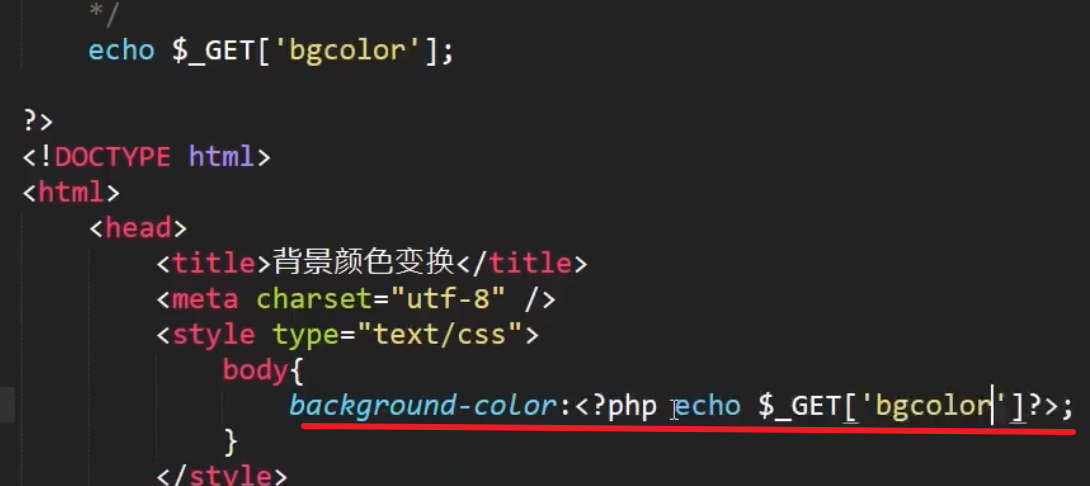 */
echo $_GET['bgcolor'];
?>
<!DOCTYPE html>
<html>
<head>
<title>背景颜色变换</title>
<meta charset="utf-8" />
<style type="text/css">
body{
background-color:<?php echo $_GET['bgcolor']?>;
}
</style>